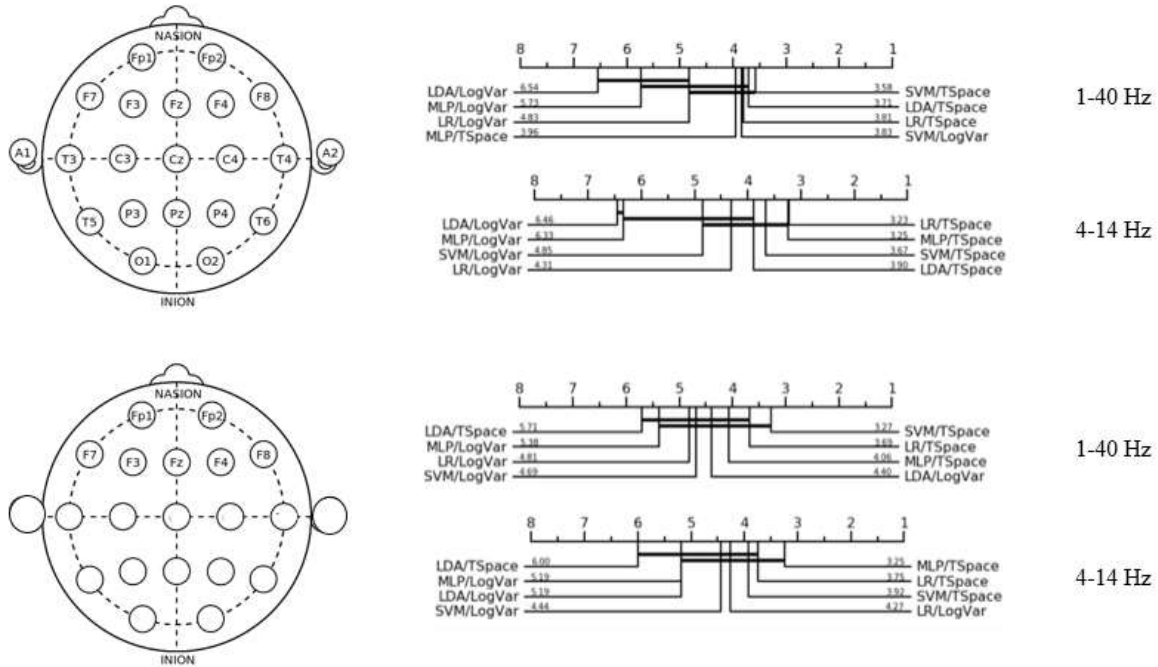 NASION
Fp1 Fp2
F7 F3 Fz F4 F8
A1 T3 C3 Cz C4 T4 A2
T5 P3 Pz P4 T6
O1 O2
INION
8 7 6 5 4 3 2 1
LDA/LogVar 6.54 3.58 SVM/TSpace
MLP/LogVar 5.73 3.71 LDA/TSpace
LR/LogVar 4.83 3.81 LR/TSpace
MLP/TSpace 3.96 3.83 SVM/LogVar
1-40 Hz
8 7 6 5 4 3 2 1
LDA/LogVar 6.46 3.23 LR/TSpace
MLP/LogVar 6.33 3.25 MLP/TSpace
SVM/LogVar 4.85 3.67 SVM/TSpace
LR/LogVar 4.31 3.90 LDA/TSpace
4-14 Hz
NASION
Fp1 Fp2
F7 F3 Fz F4 F8
INION
8 7 6 5 4 3 2 1
LDA/TSpace 5.71 3.27 SVM/TSpace
MLP/LogVar 5.38 3.69 LR/TSpace
LR/LogVar 4.81 4.06 MLP/TSpace
SVM/LogVar 4.69 4.40 LDA/LogVar
1-40 Hz
8 7 6 5 4 3 2 1
LDA/TSpace 6.00 3.25 MLP/TSpace
MLP/LogVar 5.19 3.75 LR/TSpace
LDA/LogVar 5.19 3.92 SVM/TSpace
SVM/LogVar 4.44 4.27 LR/LogVar
4-14 Hz